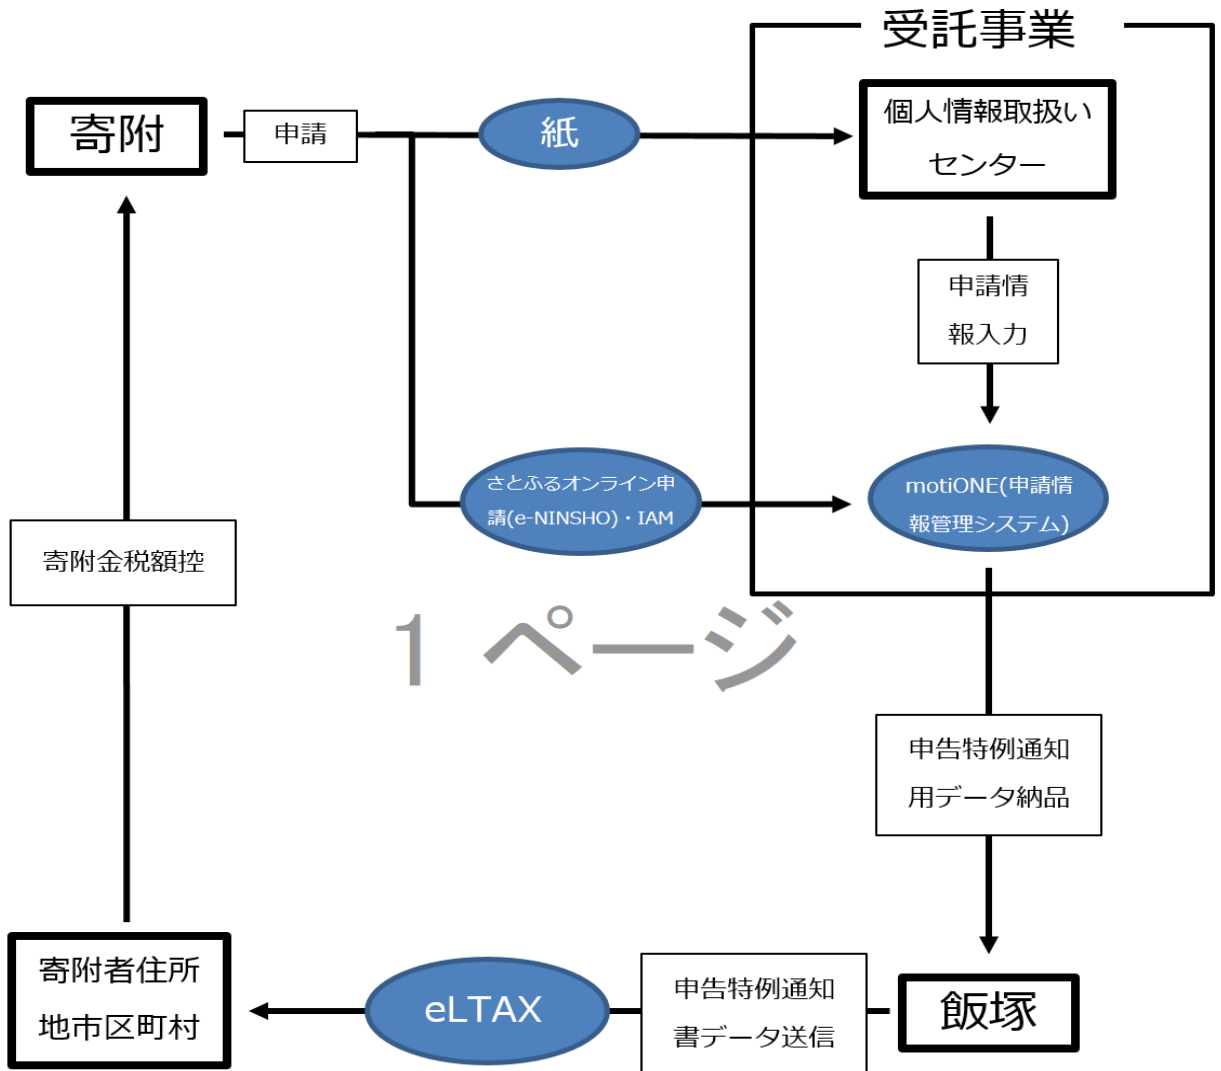 受託事業
寄附
申請
紙
個人情報取扱い
センター
申請情
報入力
さとふるオンライン申
請(e-NINSHO)・IAM
motiONE(申請情
報管理システム)
寄附金税額控
1 ページ
申告特例通知
用データ納品
寄附者住所
地市区町村
eLTAX
申告特例通知
書データ送信
飯塚